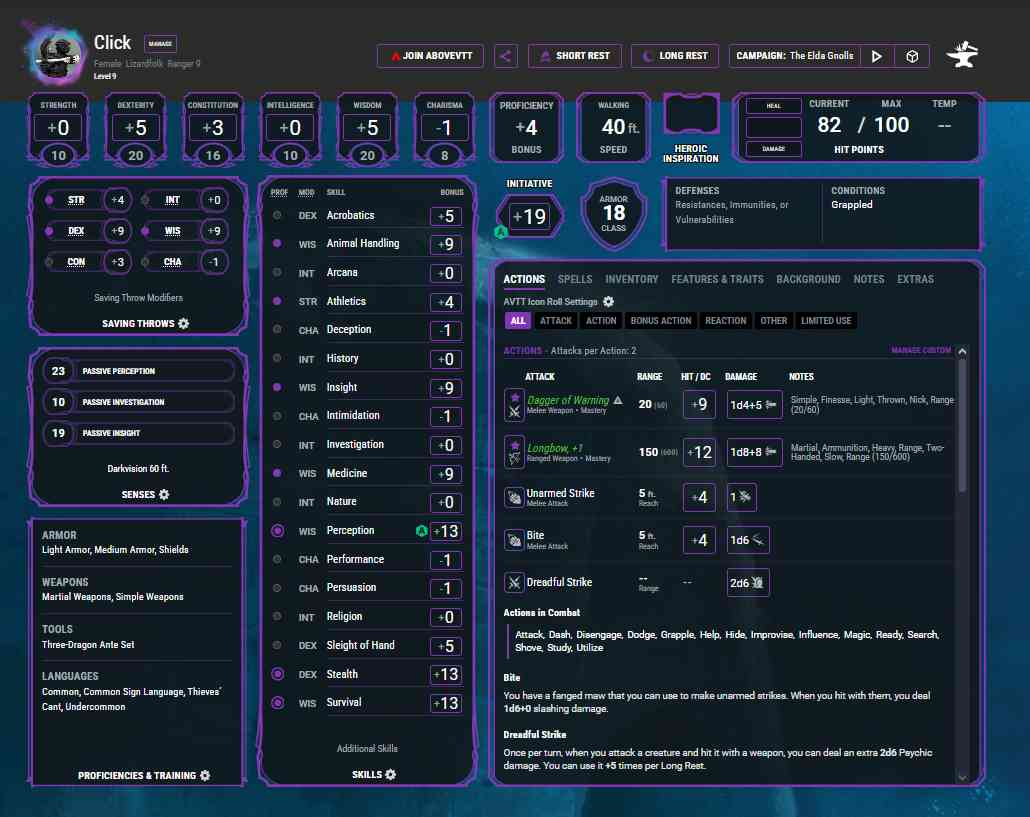 Click MANAGE
Female Lizardfolk Ranger 9
Level 9
JOIN ABOVEVTT
SHORT REST
LONG REST
CAMPAIGN: The Elda Gnolls
STRENGTH
+0
10
DEXTERITY
+5
20
CONSTITUTION
+3
16
INTELLIGENCE
+0
10
WISDOM
+5
20
CHARISMA
-1
8
PROFICIENCY
+4
BONUS
WALKING
40 ft.
SPEED
HEROIC
INSPIRATION
HEAL
DAMAGE
CURRENT MAX TEMP
82 / 100 --
HIT POINTS
STR +4 INT +0
DEX +9 WIS +9
CON +3 CHA -1
Saving Throw Modifiers
SAVING THROWS
23 PASSIVE PERCEPTION
10 PASSIVE INVESTIGATION
19 PASSIVE INSIGHT
Darkvision 60 ft.
SENSES
ARMOR
Light Armor, Medium Armor, Shields
WEAPONS
Martial Weapons, Simple Weapons
TOOLS
Three-Dragon Ante Set
LANGUAGES
Common, Common Sign Language, Thieves'
Cant, Undercommon
PROFICIENCIES & TRAINING
PROF MOD SKILL BONUS
DEX Acrobatics +5
WIS Animal Handling +9
INT Arcana +0
STR Athletics +4
CHA Deception -1
INT History +0
WIS Insight +9
CHA Intimidation -1
INT Investigation +0
WIS Medicine +9
INT Nature +0
WIS Perception A +13
CHA Performance -1
CHA Persuasion -1
INT Religion +0
DEX Sleight of Hand +5
DEX Stealth +13
WIS Survival +13
Additional Skills
SKILLS
INITIATIVE
+19
A
ARMOR
18
CLASS
DEFENSES
Resistances, Immunities, or
Vulnerabilities
CONDITIONS
Grappled
ACTIONS SPELLS INVENTORY FEATURES & TRAITS BACKGROUND NOTES EXTRAS
AVTT Icon Roll Settings
ALL ATTACK ACTION BONUS ACTION REACTION OTHER LIMITED USE
ACTIONS • Attacks per Action: 2 MANAGE CUSTOM
ATTACK RANGE HIT / DC DAMAGE NOTES
Dagger of Warning
Melee Weapon • Mastery
20 (60) +9 1d4+5
Simple, Finesse, Light, Thrown, Nick, Range
(20/60)
Longbow, +1
Ranged Weapon • Mastery
150 (600) +12 1d8+8
Martial, Ammunition, Heavy, Range, Two-
Handed, Slow, Range (150/600)
Unarmed Strike
Melee Attack
5 ft.
Reach
+4 1
Bite
Melee Attack
5 ft.
Reach
+4 1d6
Dreadful Strike
--
Range
-- 2d6
Actions in Combat
Attack, Dash, Disengage, Dodge, Grapple, Help, Hide, Improvise, Influence, Magic, Ready, Search,
Shove, Study, Utilize
Bite
You have a fanged maw that you can use to make unarmed strikes. When you hit with them, you deal
1d6+0 slashing damage.
Dreadful Strike
Once per turn, when you attack a creature and hit it with a weapon, you can deal an extra 2d6 Psychic
damage. You can use it +5 times per Long Rest.